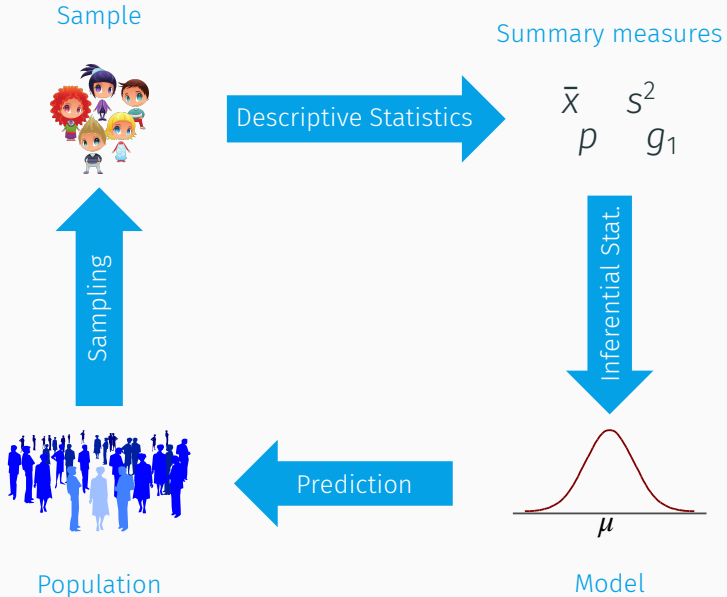 Sample
Summary measures
Descriptive Statistics
x̄ s²
p g₁
Sampling
Inferential Stat.
Prediction
μ
Population
Model